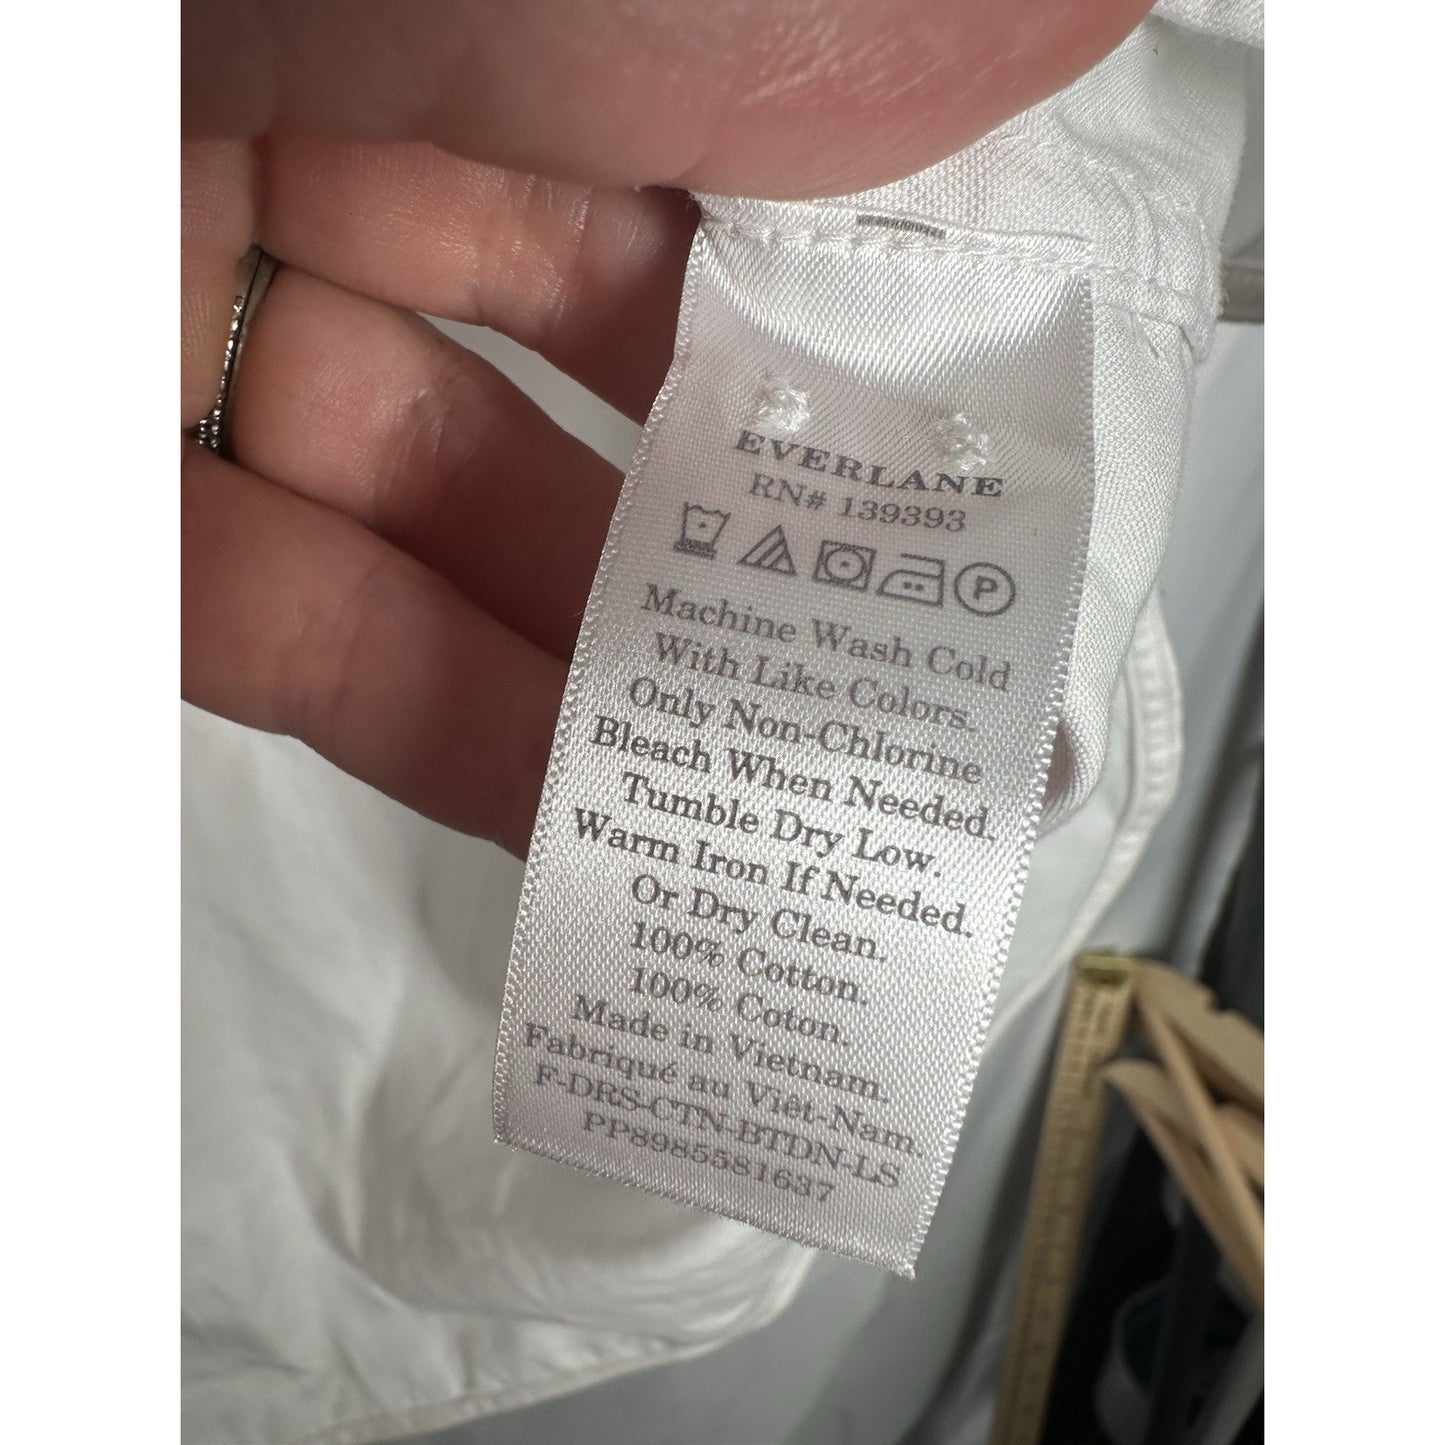 EVERLANE
RN# 139393
P
Machine Wash Cold
With Like Colors.
Only Non-Chlorine
Bleach When Needed.
Tumble Dry Low.
Warm Iron If Needed.
Or Dry Clean.
100% Cotton.
100% Coton.
Made in Vietnam.
Fabriqué au Viêt-Nam.
F-DRS-CTN-BTDN-LS
PP8985581637